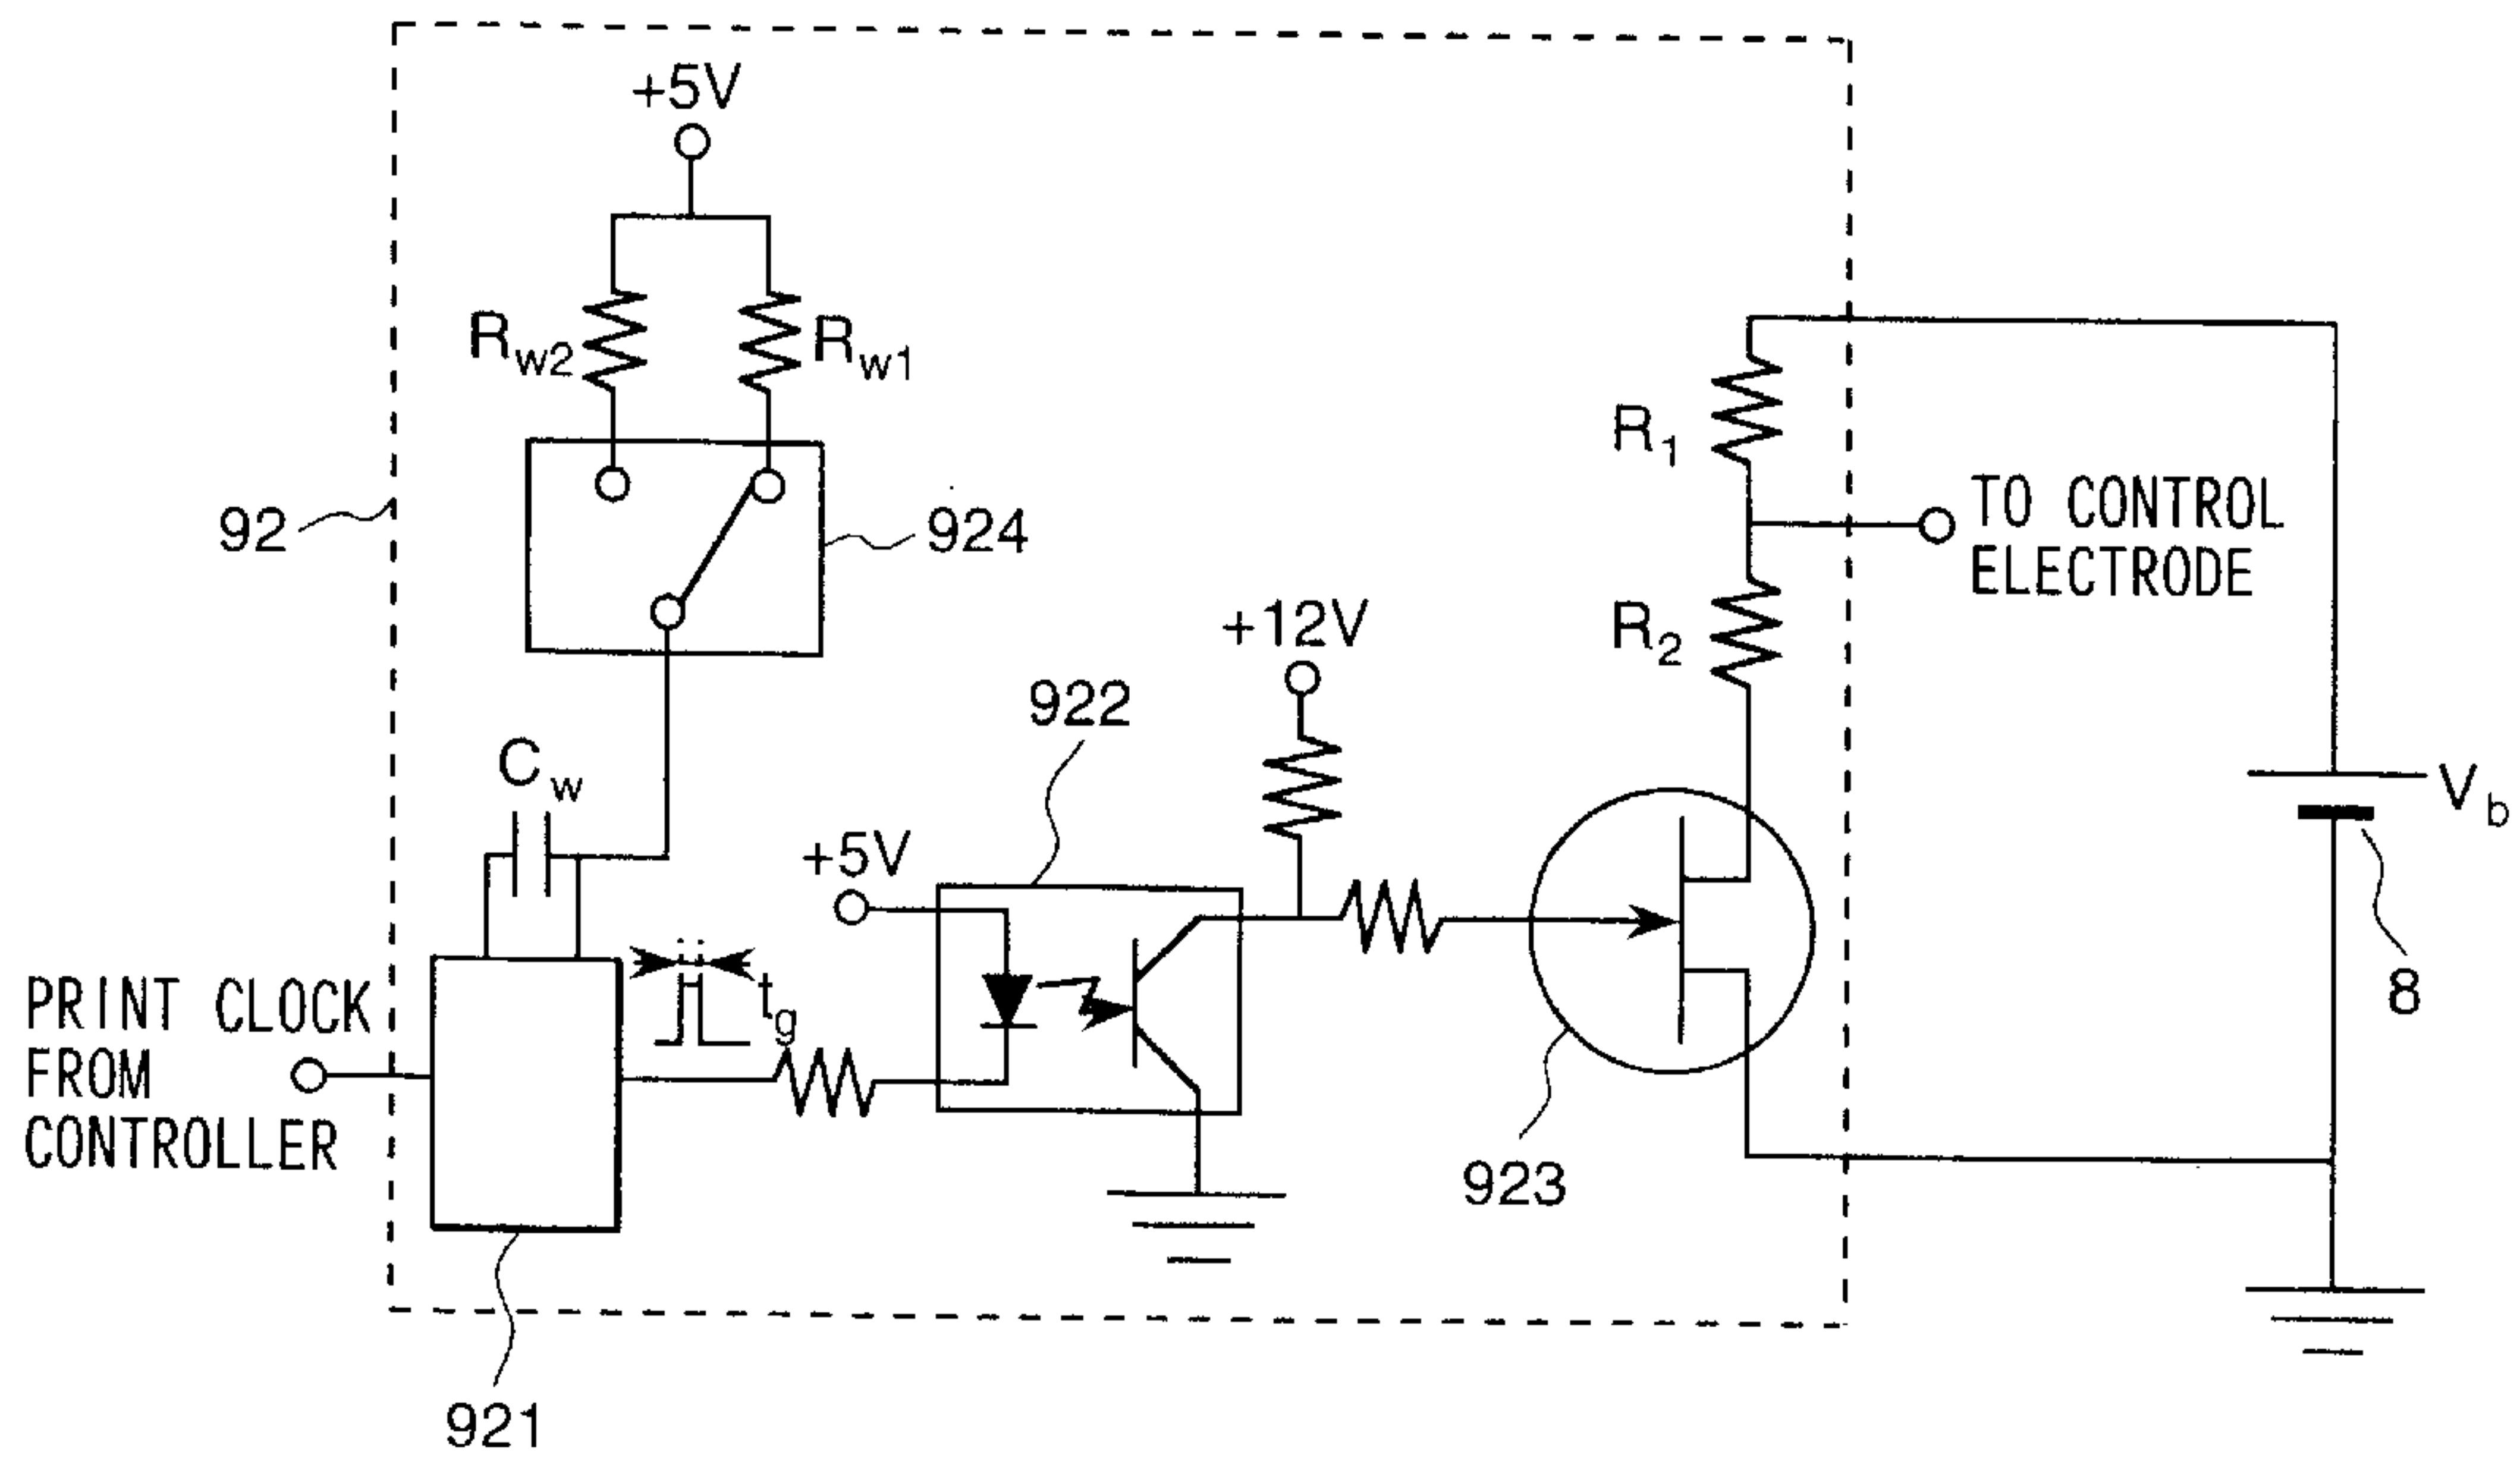 +5V
Rw2
Rw1
92
924
R1
TO CONTROL
ELECTRODE
R2
+12V
922
Cw
+5V
Vb
8
tg
PRINT CLOCK
FROM
CONTROLLER
923
921